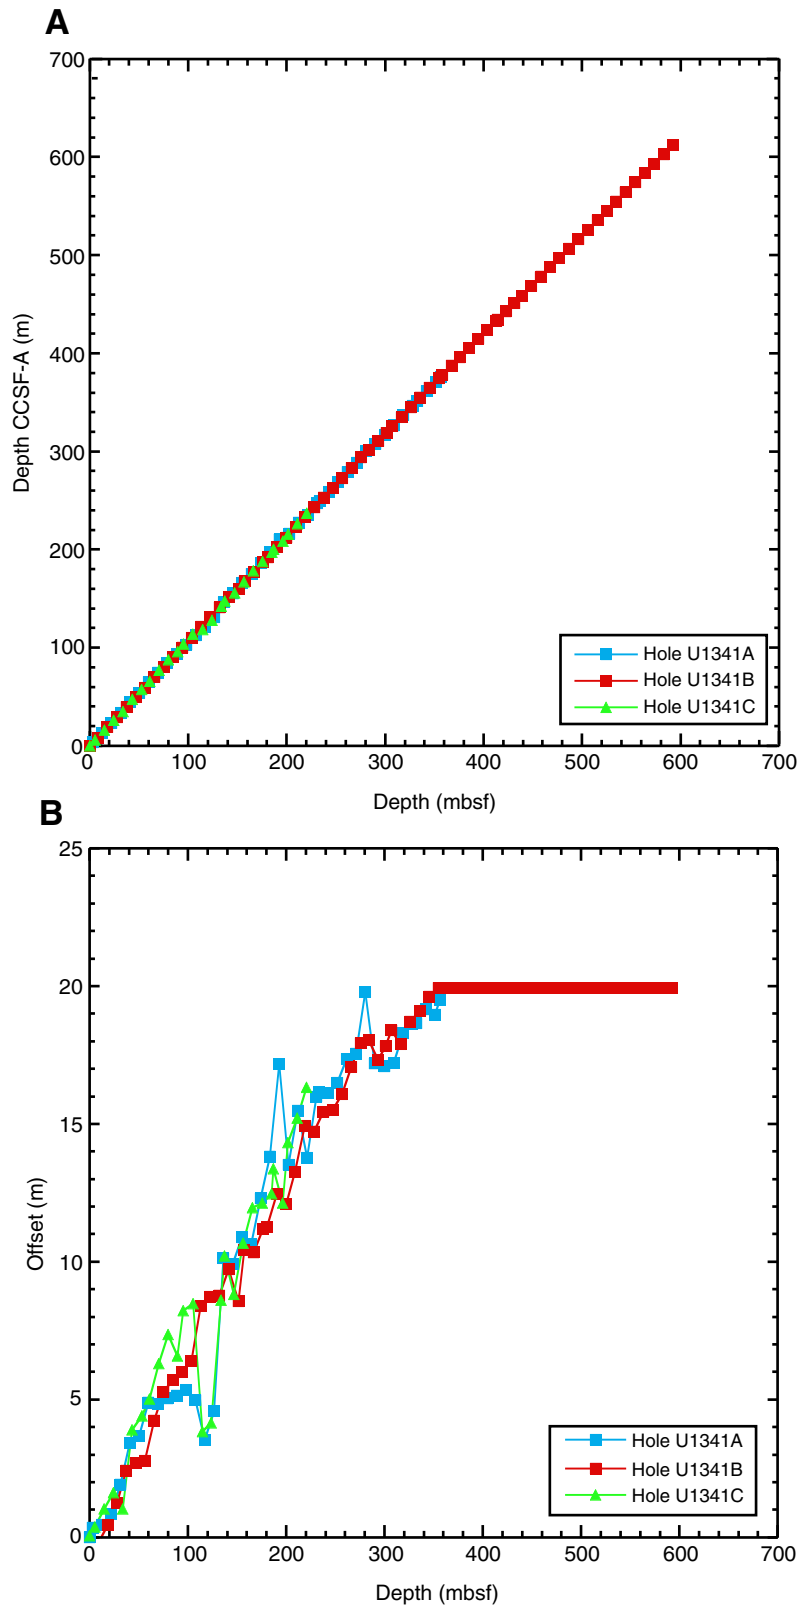 A
700
600
500
400
300
200
100
0
Depth CCSF-A (m)
0 100 200 300 400 500 600 700
Depth (mbsf)
Hole U1341A
Hole U1341B
Hole U1341C
B
25
20
15
10
5
0
Offset (m)
0 100 200 300 400 500 600 700
Depth (mbsf)
Hole U1341A
Hole U1341B
Hole U1341C